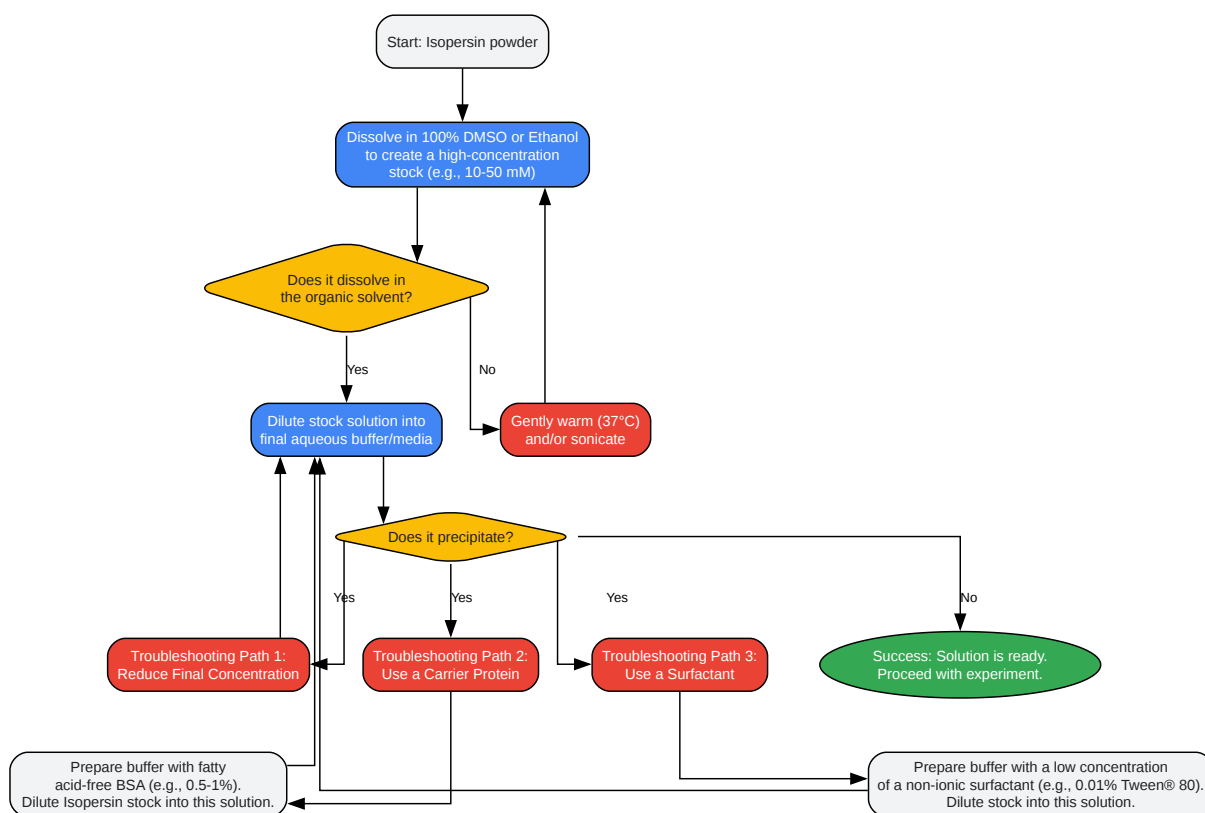 Start: Isopersin powder
Dissolve in 100% DMSO or Ethanol
to create a high-concentration
stock (e.g., 10-50 mM)
Does it dissolve in
the organic solvent?
Yes
No
Dilute stock solution into
final aqueous buffer/media
Gently warm (37°C)
and/or sonicate
Does it precipitate?
Yes
Yes
Yes
No
Troubleshooting Path 1:
Reduce Final Concentration
Troubleshooting Path 2:
Use a Carrier Protein
Troubleshooting Path 3:
Use a Surfactant
Success: Solution is ready.
Proceed with experiment.
Prepare buffer with fatty
acid-free BSA (e.g., 0.5-1%).
Dilute Isopersin stock into this solution.
Prepare buffer with a low concentration
of a non-ionic surfactant (e.g., 0.01% Tween® 80).
Dilute stock into this solution.